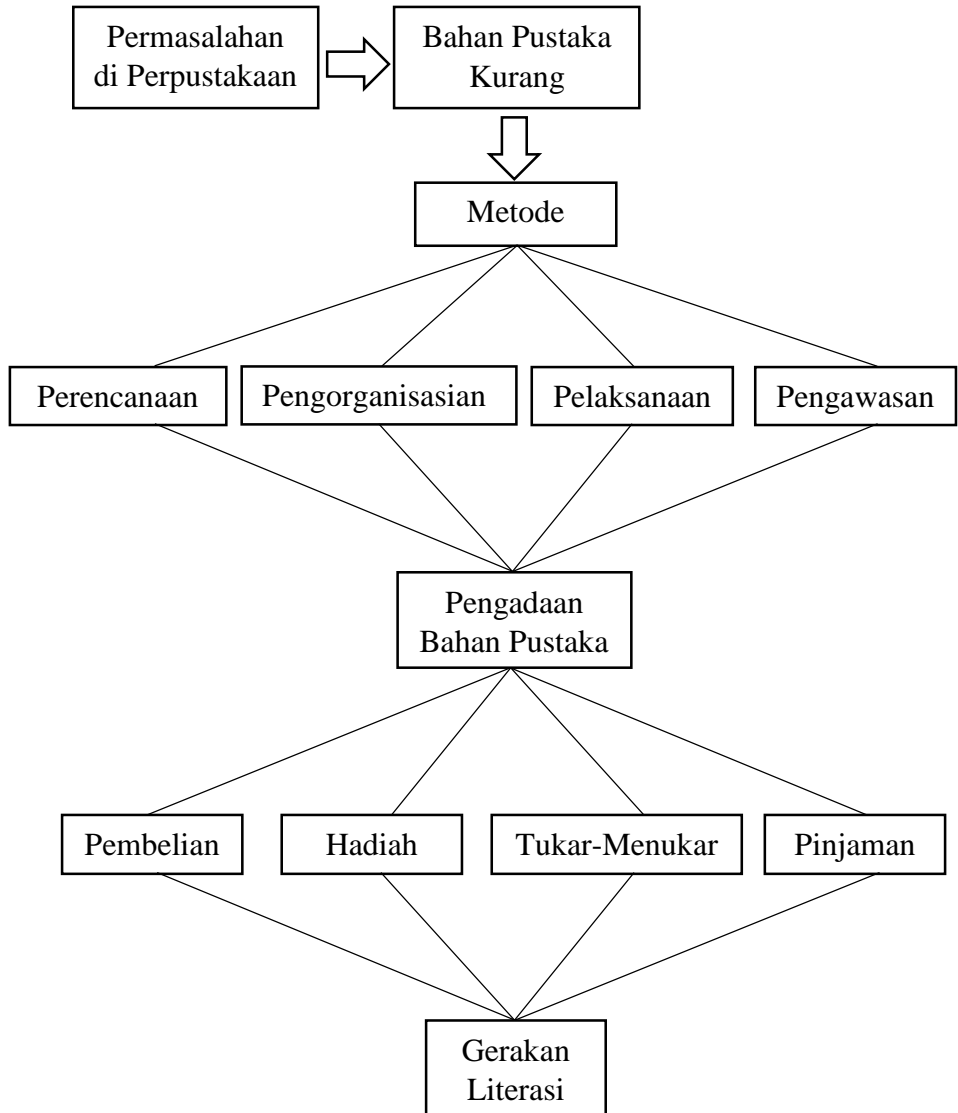 Permasalahan
di Perpustakaan
Bahan Pustaka
Kurang
Metode
Perencanaan
Pengorganisasian
Pelaksanaan
Pengawasan
Pengadaan
Bahan Pustaka
Pembelian
Hadiah
Tukar-Menukar
Pinjaman
Gerakan
Literasi